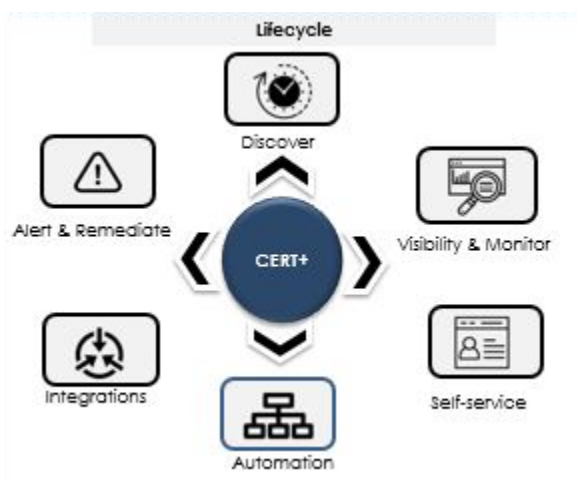 Lifecycle
Discover
Alert & Remediate
Visibility & Monitor
CERT+
Integrations
Self-service
Automation